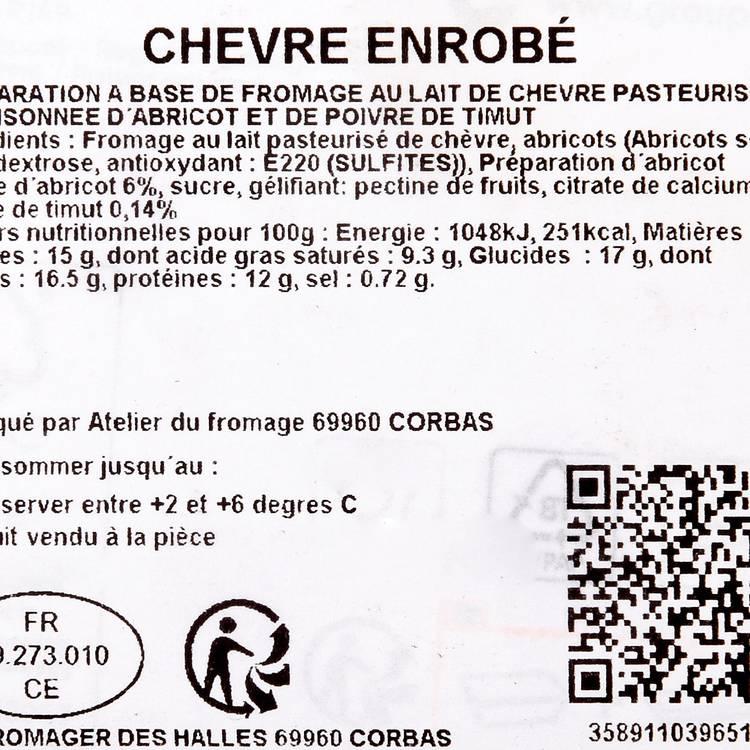 CHEVRE ENROBÉ
ARATION A BASE DE FROMAGE AU LAIT DE CHEVRE PASTEURIS
ISONNEE D'ABRICOT ET DE POIVRE DE TIMUT
dients : Fromage au lait pasteurisé de chèvre, abricots (Abricots s
dextrose, antioxydant : E220 (SULFITES)), Préparation d'abricot
e d'abricot 6%, sucre, gélifiant: pectine de fruits, citrate de calcium
e de timut 0,14%
rs nutritionnelles pour 100g : Energie : 1048kJ, 251kcal, Matières
es : 15 g, dont acide gras saturés : 9.3 g, Glucides : 17 g, dont
s : 16.5 g, protéines : 12 g, sel : 0.72 g.
qué par Atelier du fromage 69960 CORBAS
sommer jusqu'au :
server entre +2 et +6 degres C
it vendu à la pièce
FR
9.273.010
CE
ROMAGER DES HALLES 69960 CORBAS
358911039651